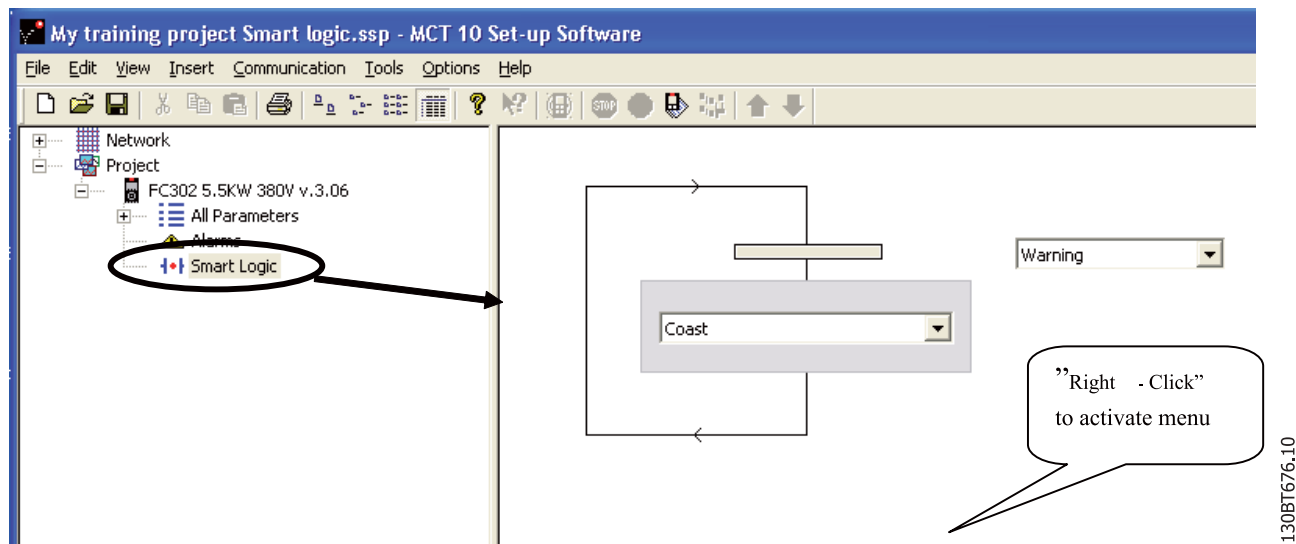 My training project Smart logic.ssp - MCT 10 Set-up Software
File Edit View Insert Communication Tools Options Help
STOP
Network
Project
FC302 5.5KW 380V v.3.06
All Parameters
Alarms
Smart Logic
Warning
Coast
”Right - Click”
to activate menu
130BT676.10